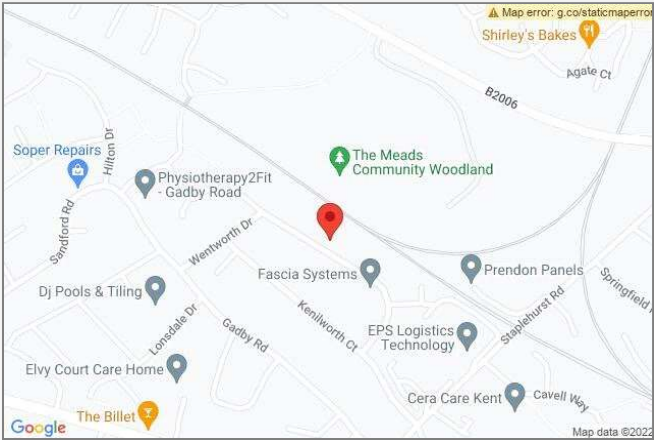 Map error: g.co/staticmaperror
Shirley's Bakes
Agate Ct
B2006
Soper Repairs
Hilton Dr
The Meads
Community Woodland
Physiotherapy2Fit
- Gadby Road
Sandford Rd
Wentworth Dr
Fascia Systems
Prendon Panels
Springfield
Dj Pools & Tiling
Lonsdale Dr
Gadby Rd
Kenilworth Ct
EPS Logistics
Technology
Staplehurst Rd
Elvy Court Care Home
Cera Care Kent
Cavell Way
The Billet
Google
Map data ©2022